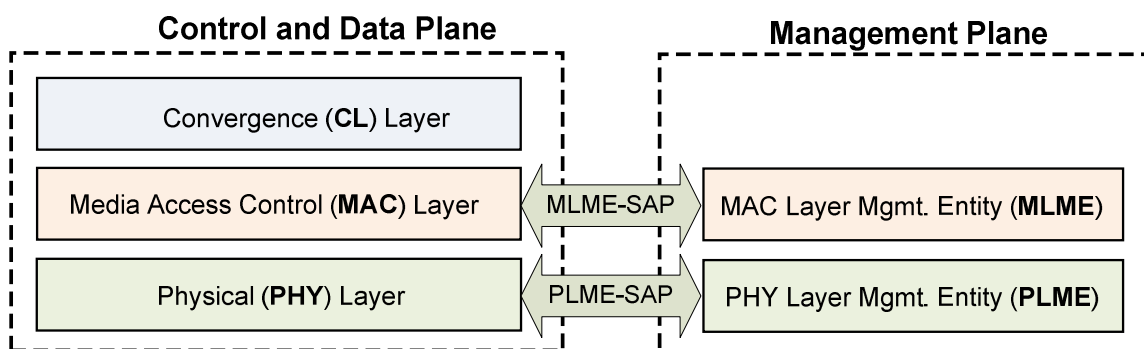 Control and Data Plane
Management Plane
Convergence (CL) Layer
Media Access Control (MAC) Layer
MLME-SAP
MAC Layer Mgmt. Entity (MLME)
Physical (PHY) Layer
PLME-SAP
PHY Layer Mgmt. Entity (PLME)